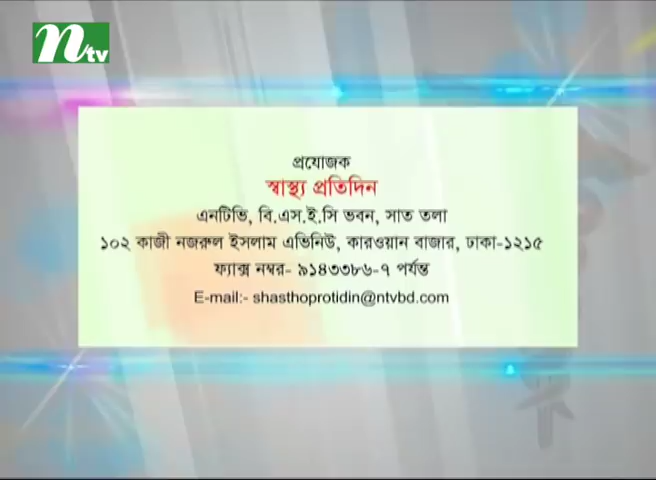 ntv
প্রযোজক
স্বাস্থ্য প্রতিদিন
এনটিভি, বি.এস.ই.সি ভবন, সাত তলা
১০২ কাজী নজরুল ইসলাম এভিনিউ, কারওয়ান বাজার, ঢাকা-১২১৫
ফ্যাক্স নম্বর- ৯১৪৩৩৮৬-৭ পর্যন্ত
E-mail:- shasthoprotidin@ntvbd.com